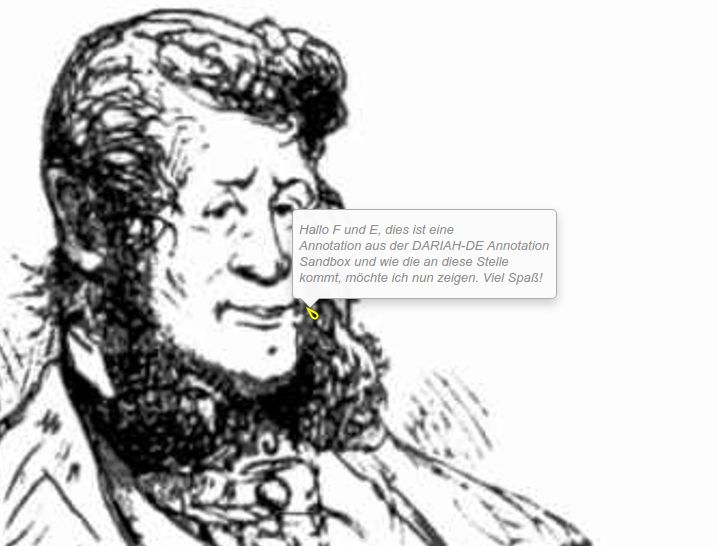 Hallo F und E, dies ist eine
Annotation aus der DARIAH-DE Annotation
Sandbox und wie die an diese Stelle
kommt, möchte ich nun zeigen. Viel Spaß!